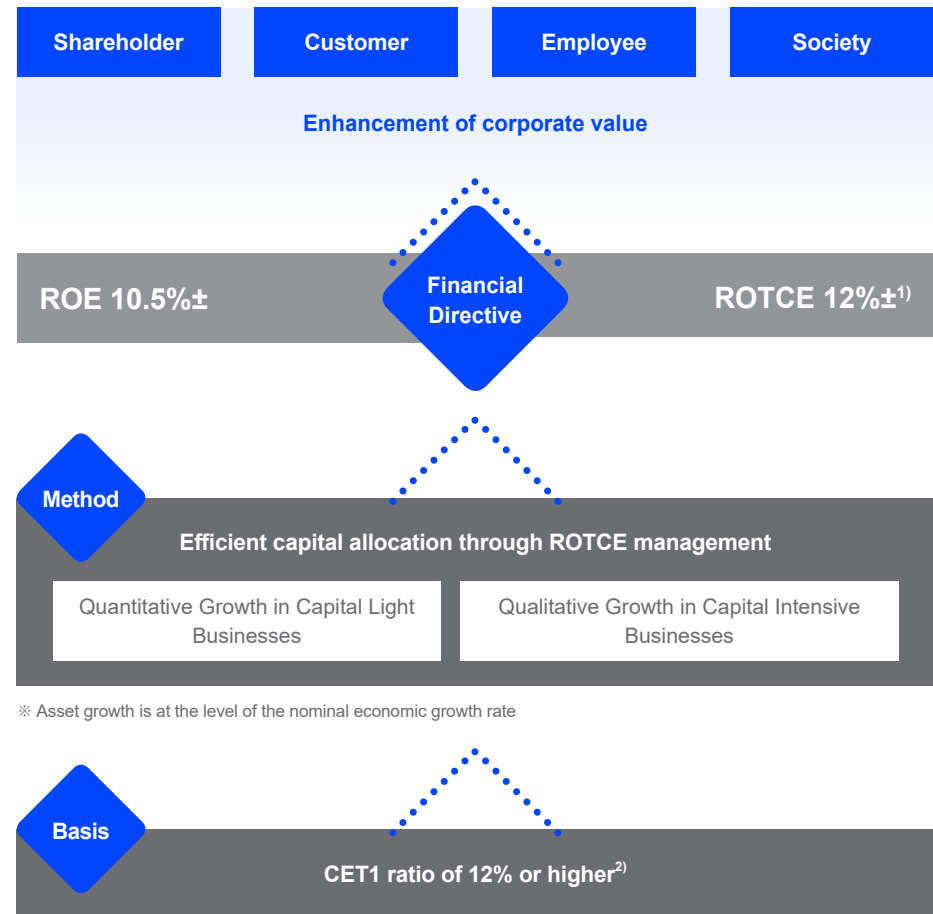 Shareholder
Customer
Employee
Society
Enhancement of corporate value
ROE 10.5%±
Financial
Directive
ROTCE 12%±1)
Method
Efficient capital allocation through ROTCE management
Quantitative Growth in Capital Light
Businesses
Qualitative Growth in Capital Intensive
Businesses
※ Asset growth is at the level of the nominal economic growth rate
Basis
CET1 ratio of 12% or higher2)